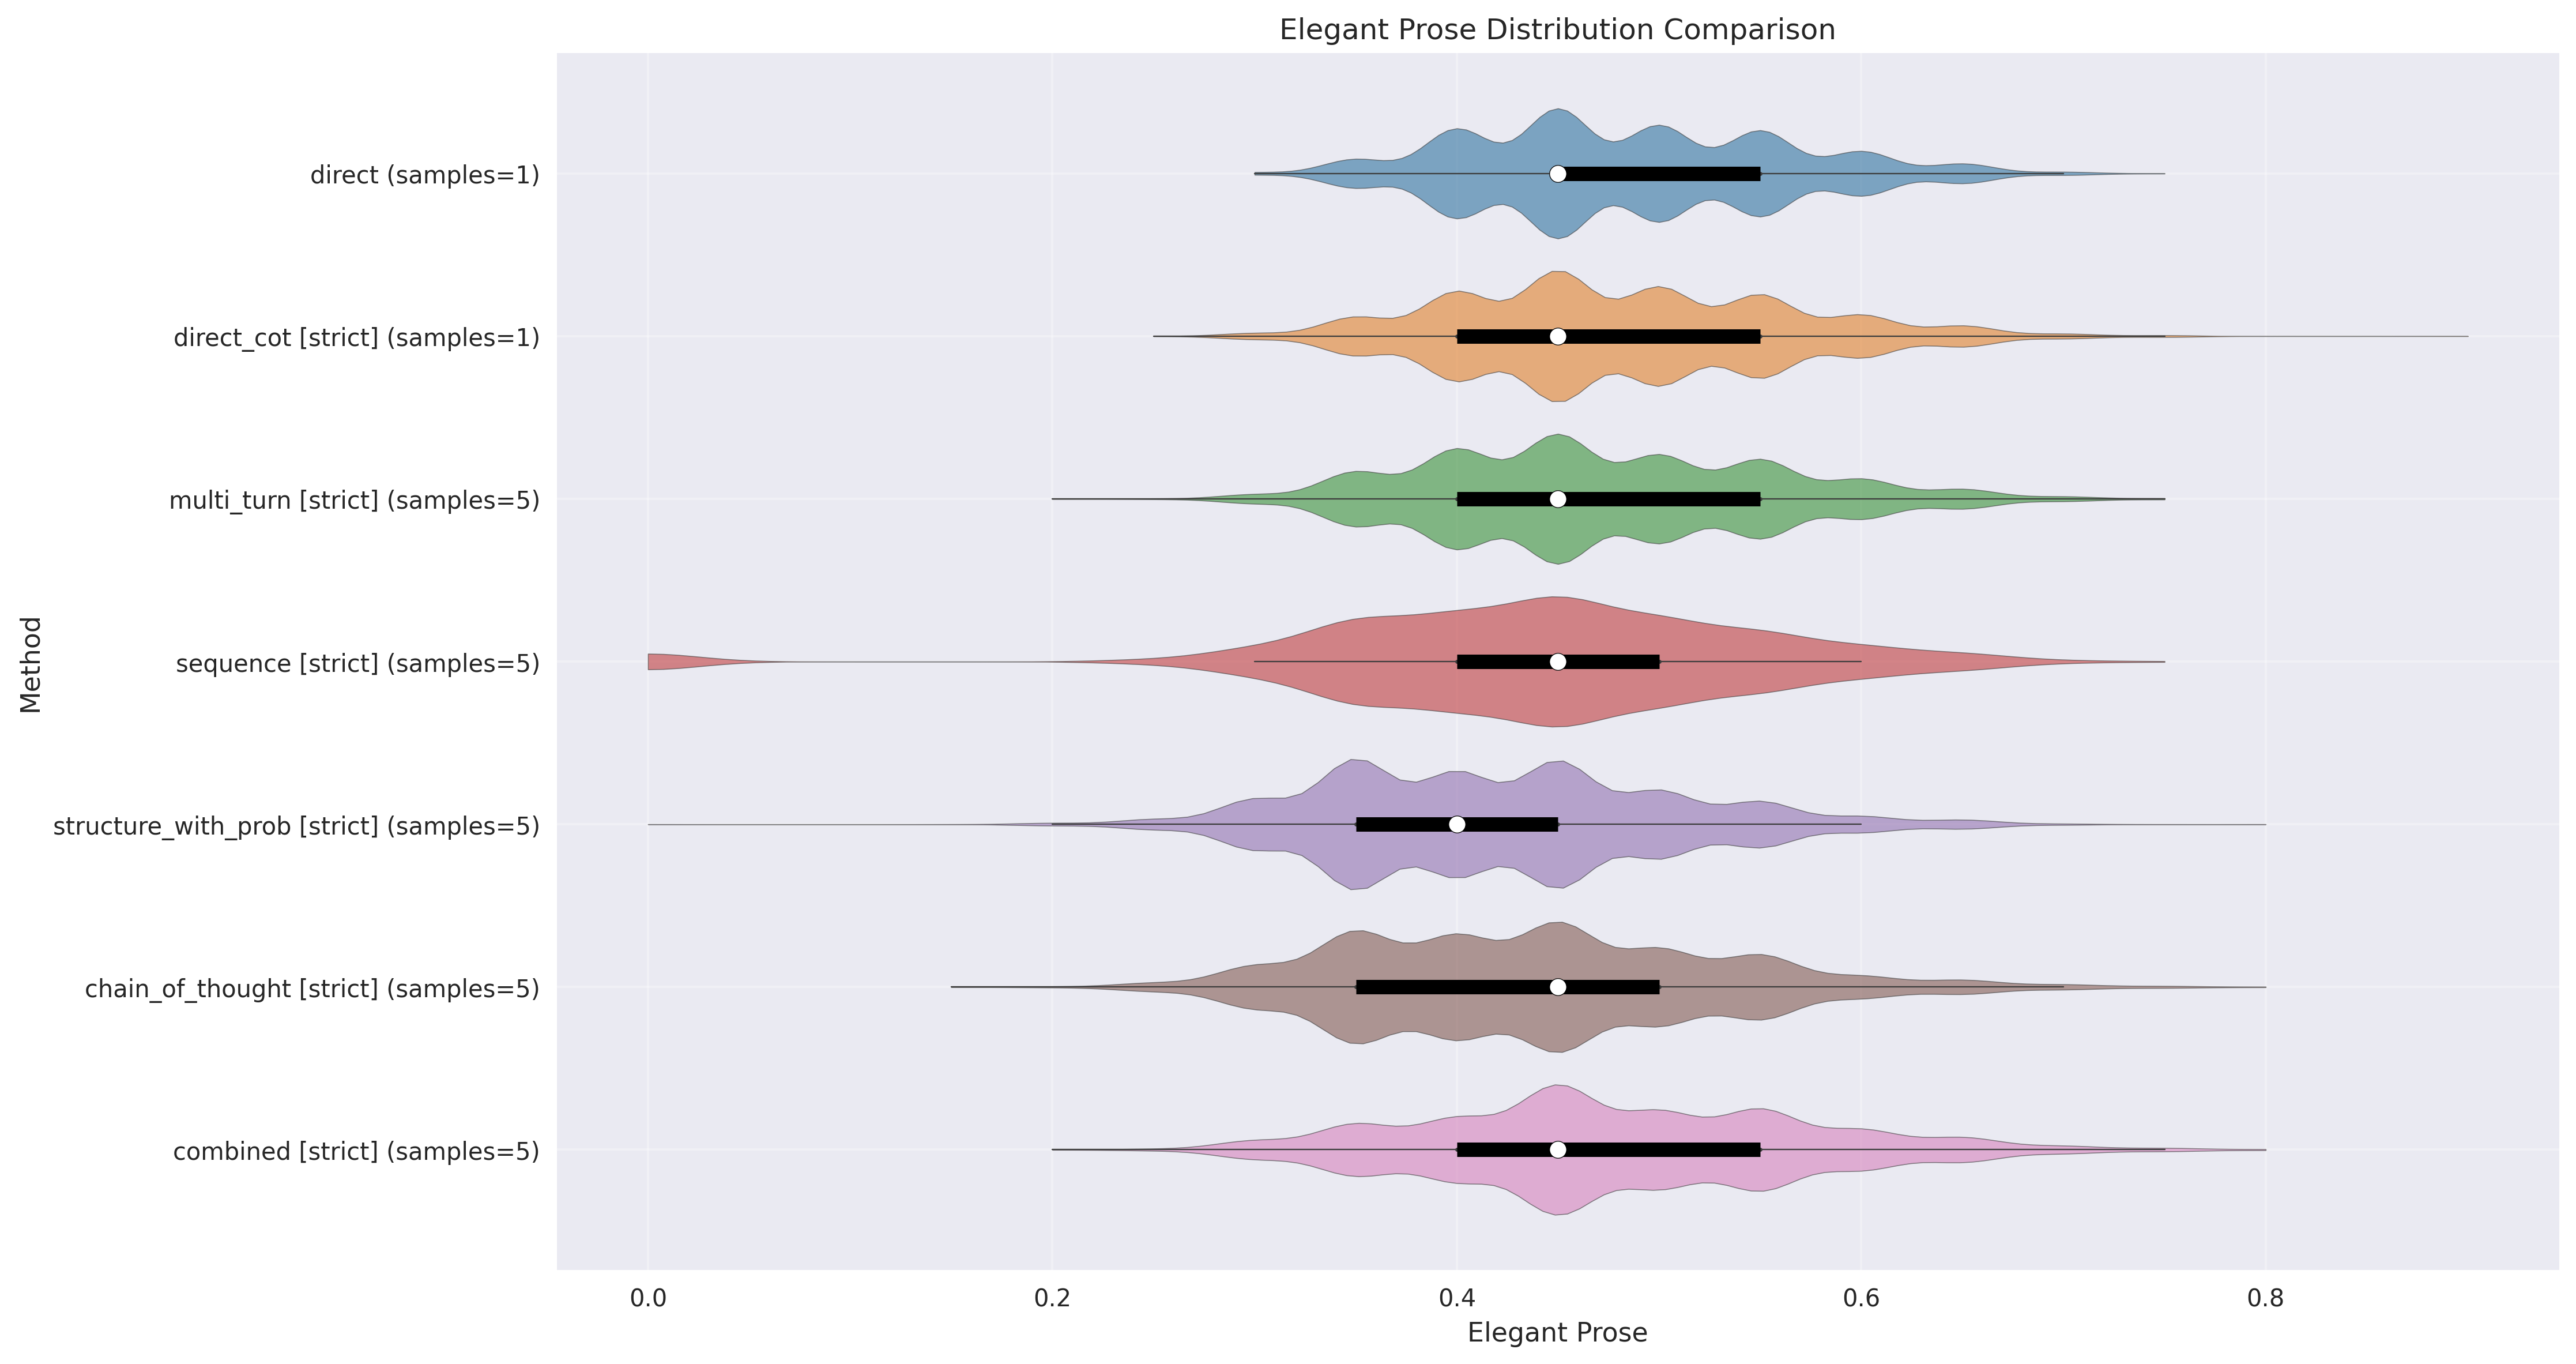 Elegant Prose Distribution Comparison
direct (samples=1)
direct_cot [strict] (samples=1)
multi_turn [strict] (samples=5)
sequence [strict] (samples=5)
structure_with_prob [strict] (samples=5)
chain_of_thought [strict] (samples=5)
combined [strict] (samples=5)
Method
0.0 0.2 0.4 0.6 0.8
Elegant Prose